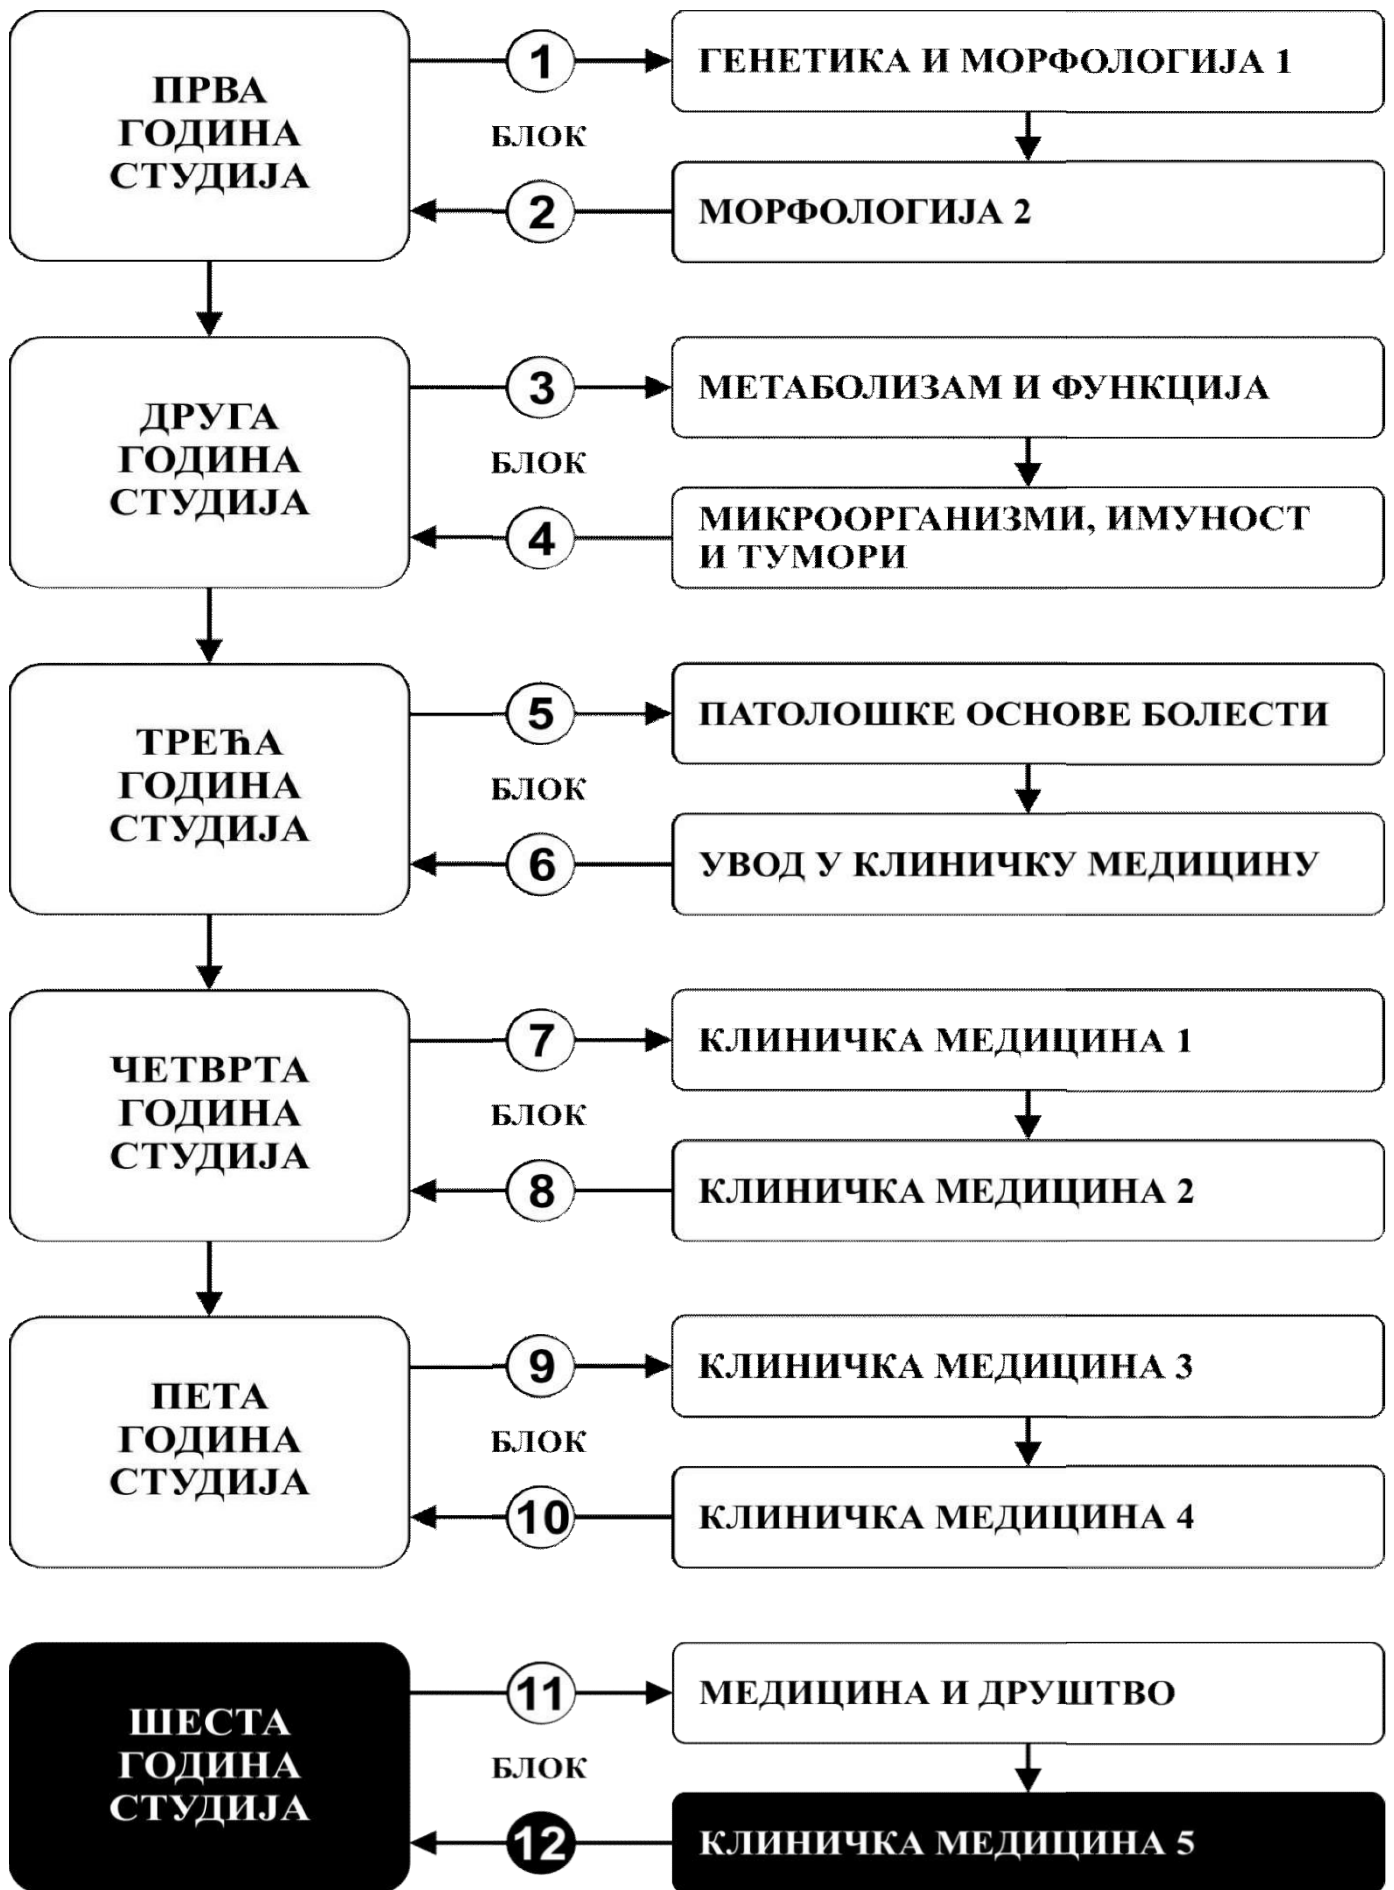 ПРВА
ГОДИНА
СТУДИЈА
1
БЛОК
2
ГЕНЕТИКА И МОРФОЛОГИЈА 1
МОРФОЛОГИЈА 2
ДРУГА
ГОДИНА
СТУДИЈА
3
БЛОК
4
МЕТАБОЛИЗАМ И ФУНКЦИЈА
МИКРООРГАНИЗМИ, ИМУНОСТ
И ТУМОРИ
ТРЕЋА
ГОДИНА
СТУДИЈА
5
БЛОК
6
ПАТОЛОШКЕ ОСНОВЕ БОЛЕСТИ
УВОД У КЛИНИЧКУ МЕДИЦИНУ
ЧЕТВРТА
ГОДИНА
СТУДИЈА
7
БЛОК
8
КЛИНИЧКА МЕДИЦИНА 1
КЛИНИЧКА МЕДИЦИНА 2
ПЕТА
ГОДИНА
СТУДИЈА
9
БЛОК
10
КЛИНИЧКА МЕДИЦИНА 3
КЛИНИЧКА МЕДИЦИНА 4
ШЕСТА
ГОДИНА
СТУДИЈА
11
БЛОК
12
МЕДИЦИНА И ДРУШТВО
КЛИНИЧКА МЕДИЦИНА 5